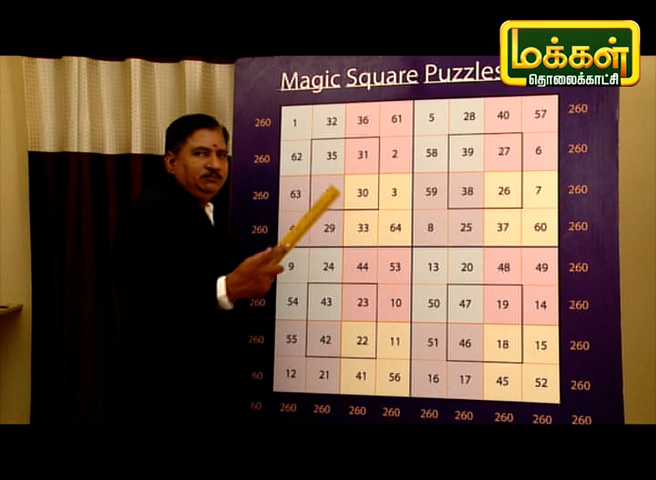 மக்கள்
தொலைக்காட்சி
Magic Square Puzzles
260 1 32 36 61 5 28 40 57 260
260 62 35 31 2 58 39 27 6 260
260 63 30 3 59 38 26 7 260
260 29 33 64 8 25 37 60 260
9 24 44 53 13 20 48 49 260
260 54 43 23 10 50 47 19 14 260
260 55 42 22 11 51 46 18 15 260
60 12 21 41 56 16 17 45 52 260
60 260 260 260 260 260 260 260 260 260